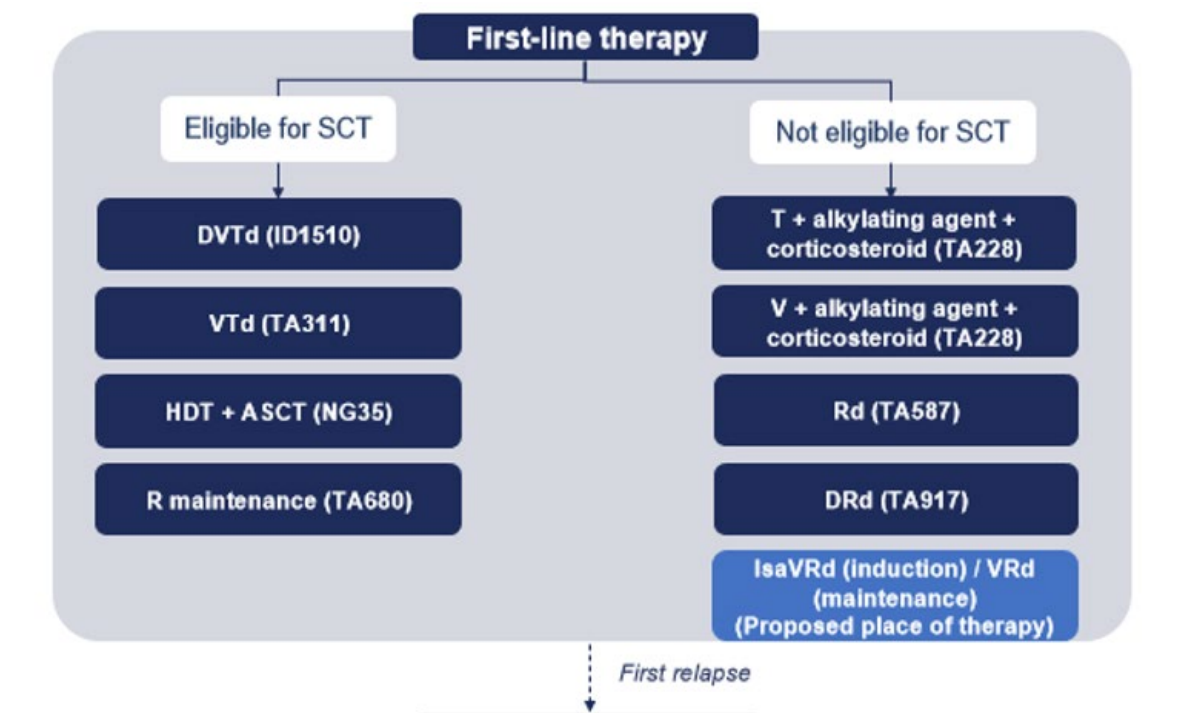 First-line therapy
Eligible for SCT
DVTd (ID1510)
VTd (TA311)
HDT + ASCT (NG35)
R maintenance (TA680)
Not eligible for SCT
T + alkylating agent +
corticosteroid (TA228)
V + alkylating agent +
corticosteroid (TA228)
Rd (TA587)
DRd (TA917)
IsaVRd (induction) / VRd
(maintenance)
(Proposed place of therapy)
First relapse